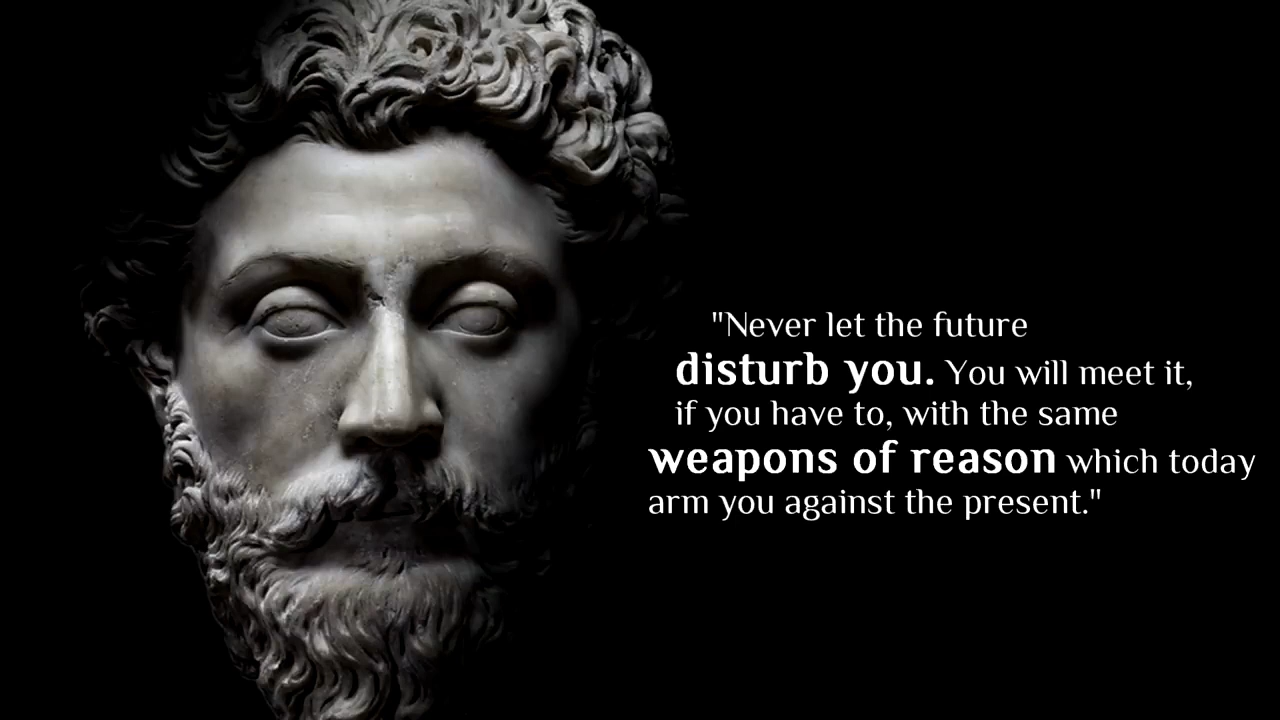 "Never let the future
disturb you. You will meet it,
if you have to, with the same
weapons of reason which today
arm you against the present."